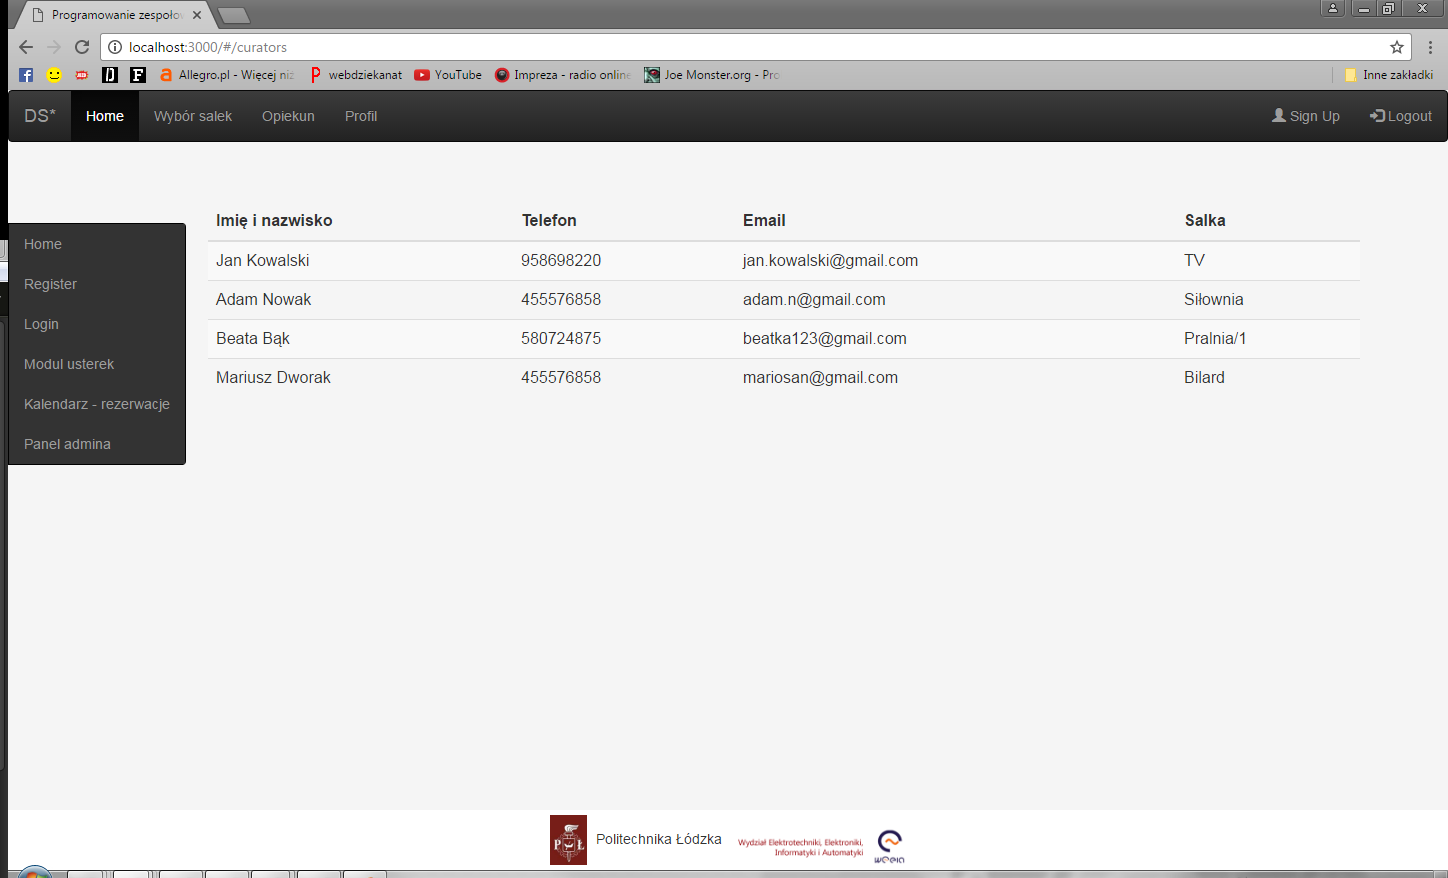 Programowanie zespoło
localhost:3000/#/curators
Allegro.pl - Więcej niż
webdziekanat
YouTube
Impreza - radio online
Joe Monster.org - Pro
Inne zakładki
DS*
Home
Wybór salek
Opiekun
Profil
Sign Up
Logout
Home
Register
Login
Modul usterek
Kalendarz - rezerwacje
Panel admina
Imię i nazwisko Telefon Email Salka
Jan Kowalski 958698220 jan.kowalski@gmail.com TV
Adam Nowak 455576858 adam.n@gmail.com Siłownia
Beata Bąk 580724875 beatka123@gmail.com Pralnia/1
Mariusz Dworak 455576858 mariosan@gmail.com Bilard
P Ł
Politechnika Łódzka
Wydział Elektrotechniki, Elektroniki,
Informatyki i Automatyki
weeia